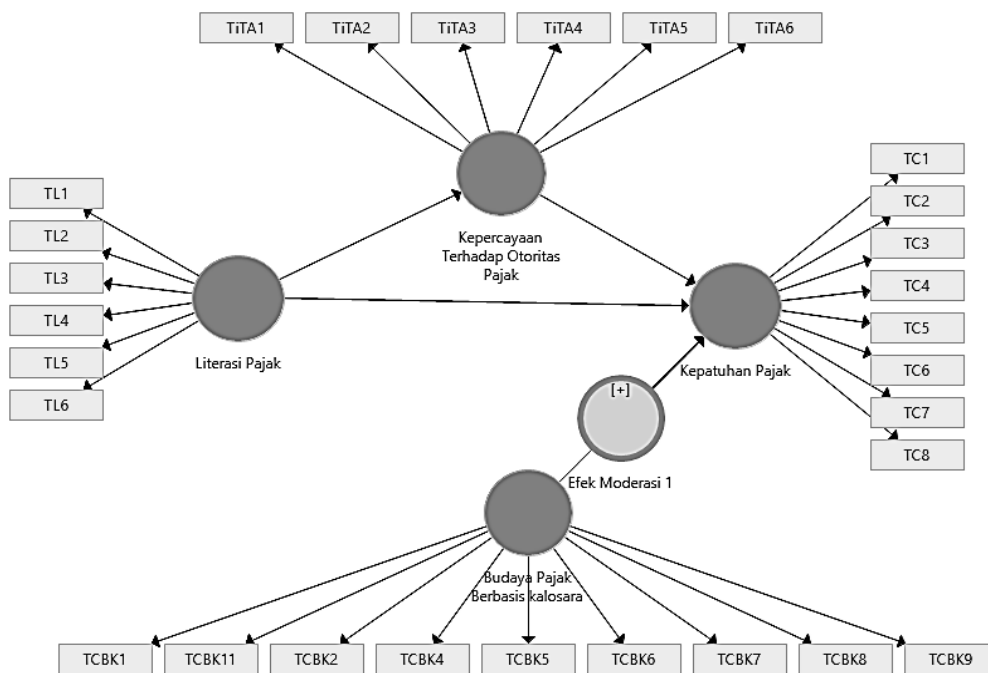 TiTA1
TiTA2
TiTA3
TiTA4
TiTA5
TiTA6
TL1
TL2
TL3
TL4
TL5
TL6
Kepercayaan
Terhadap Otoritas
Pajak
Literasi Pajak
TC1
TC2
TC3
TC4
TC5
TC6
TC7
TC8
Kepatuhan Pajak
[+]
Efek Moderasi 1
Budaya Pajak
Berbasis kalosara
TCBK1
TCBK11
TCBK2
TCBK4
TCBK5
TCBK6
TCBK7
TCBK8
TCBK9